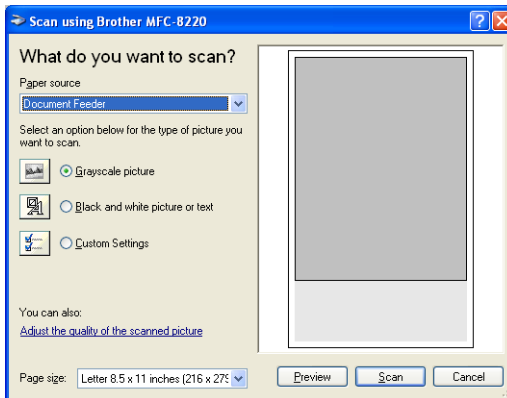 Scan using Brother MFC-8220
What do you want to scan?
Paper source
Document Feeder
Select an option below for the type of picture you
want to scan.
Grayscale picture
Black and white picture or text
Custom Settings
You can also:
Adjust the quality of the scanned picture
Page size: Letter 8.5 x 11 inches (216 x 279
Preview Scan Cancel